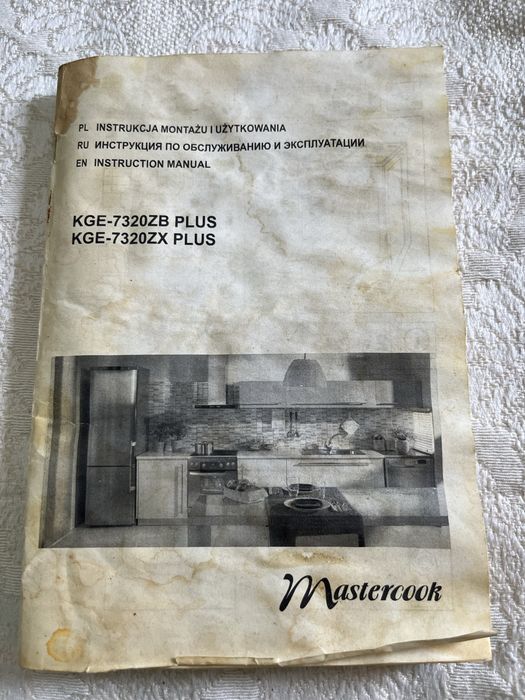 PL INSTRUKCJA MONTAŻU I UŻYTKOWANIA
RU ИНСТРУКЦИЯ ПО ОБСЛУЖИВАНИЮ И ЭКСПЛУАТАЦИИ
EN INSTRUCTION MANUAL
KGE-7320ZB PLUS
KGE-7320ZX PLUS
Mastercook